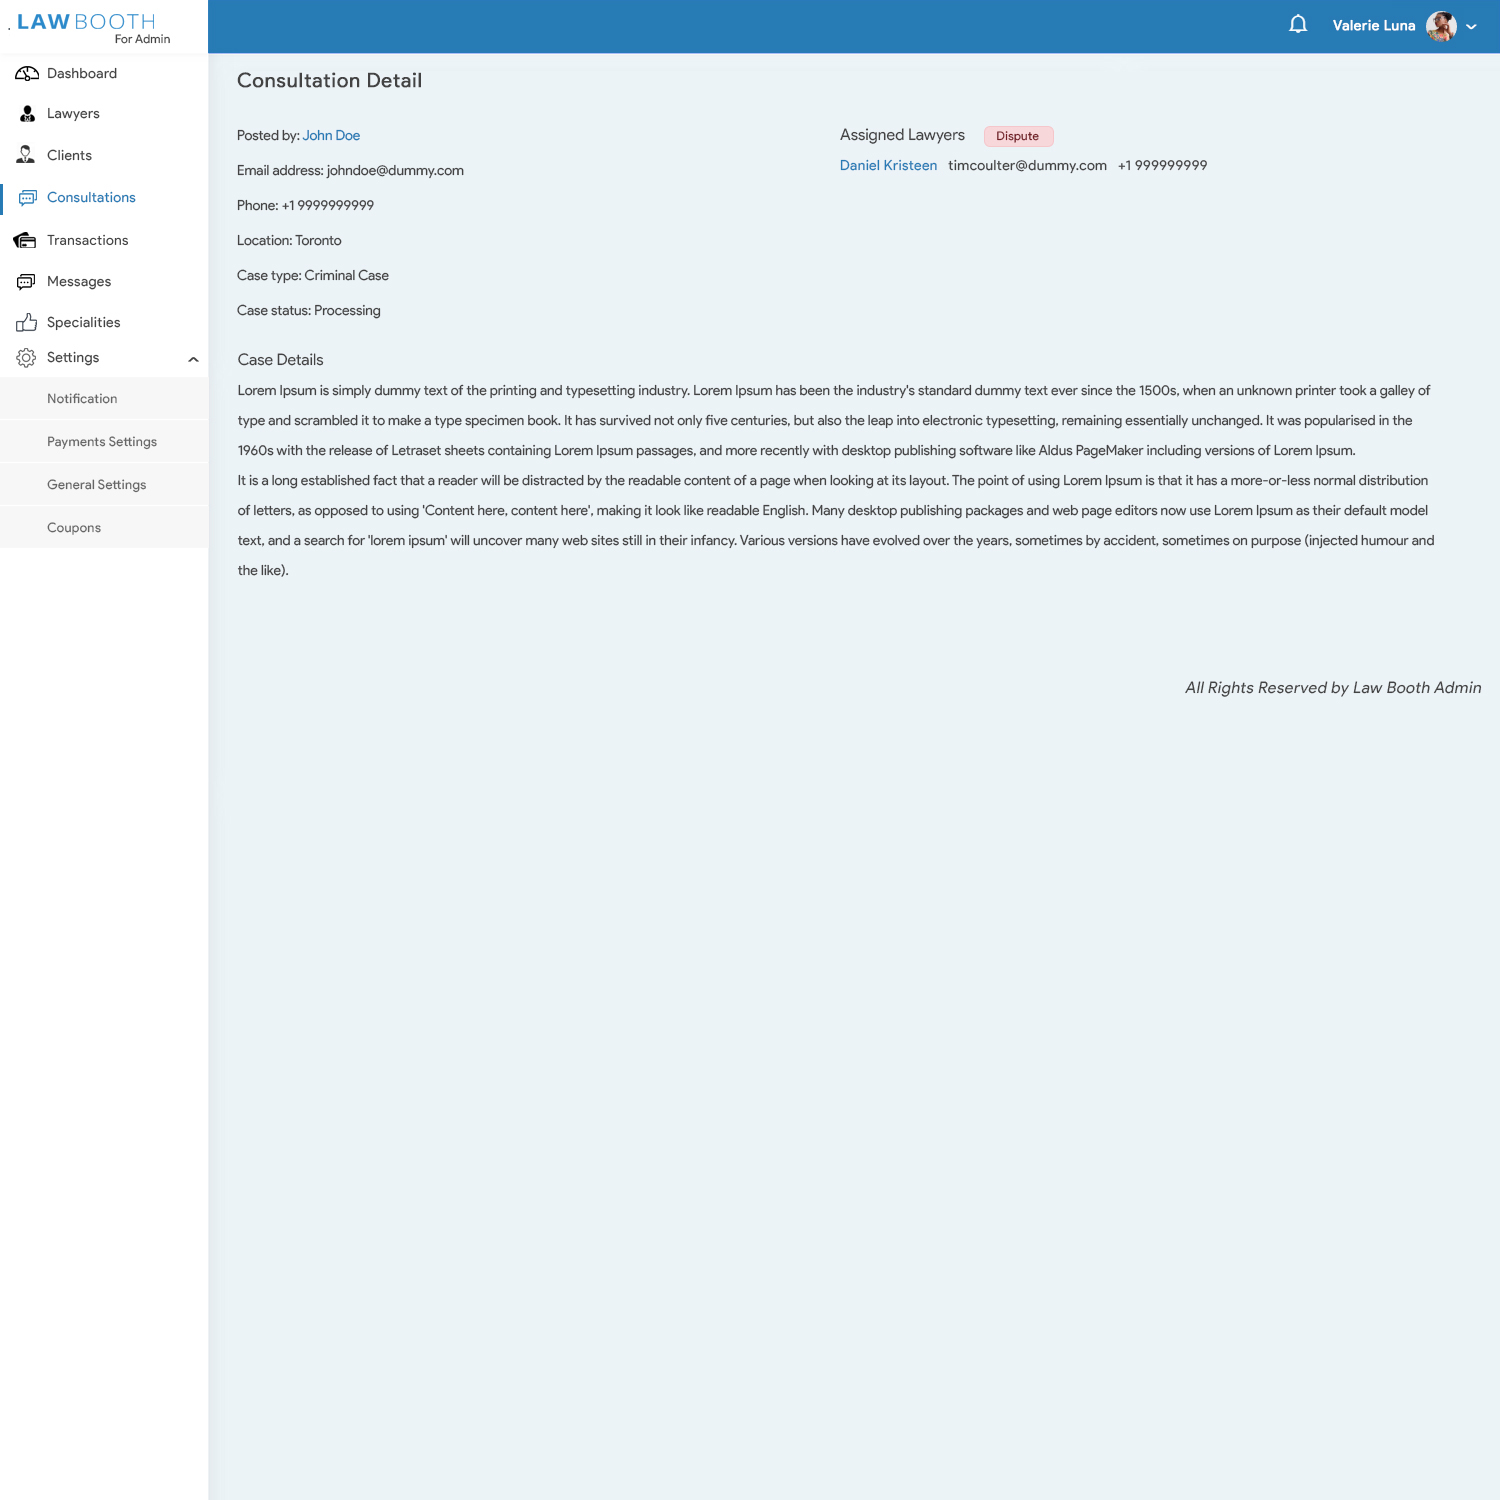 . LAW BOOTH
For Admin
Valerie Luna
Dashboard
Lawyers
Clients
Consultations
Transactions
Messages
Specialities
Settings
Notification
Payments Settings
General Settings
Coupons
Consultation Detail
Posted by: John Doe
Email address: johndoe@dummy.com
Phone: +1 9999999999
Location: Toronto
Case type: Criminal Case
Case status: Processing
Assigned Lawyers Dispute
Daniel Kristeen timcoulter@dummy.com +1 999999999
Case Details
Lorem Ipsum is simply dummy text of the printing and typesetting industry. Lorem Ipsum has been the industry's standard dummy text ever since the 1500s, when an unknown printer took a galley of
type and scrambled it to make a type specimen book. It has survived not only five centuries, but also the leap into electronic typesetting, remaining essentially unchanged. It was popularised in the
1960s with the release of Letraset sheets containing Lorem Ipsum passages, and more recently with desktop publishing software like Aldus PageMaker including versions of Lorem Ipsum.
It is a long established fact that a reader will be distracted by the readable content of a page when looking at its layout. The point of using Lorem Ipsum is that it has a more-or-less normal distribution
of letters, as opposed to using 'Content here, content here', making it look like readable English. Many desktop publishing packages and web page editors now use Lorem Ipsum as their default model
text, and a search for 'lorem ipsum' will uncover many web sites still in their infancy. Various versions have evolved over the years, sometimes by accident, sometimes on purpose (injected humour and
the like).
All Rights Reserved by Law Booth Admin